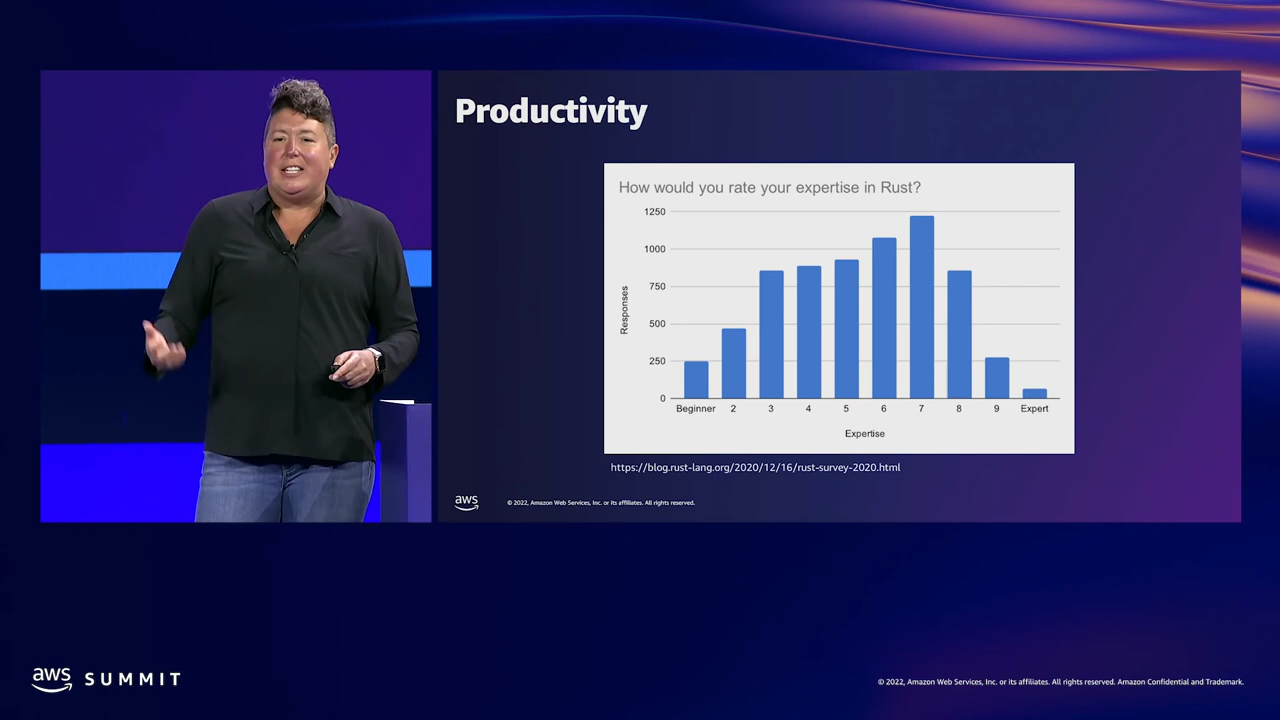 Productivity
How would you rate your expertise in Rust?
1250
1000
750
500
250
0
Responses
Beginner 2 3 4 5 6 7 8 9 Expert
Expertise
https://blog.rust-lang.org/2020/12/16/rust-survey-2020.html
aws
© 2022, Amazon Web Services, Inc. or its affiliates. All rights reserved.
aws SUMMIT
© 2022, Amazon Web Services, Inc. or its affiliates. All rights reserved. Amazon Confidential and Trademark.